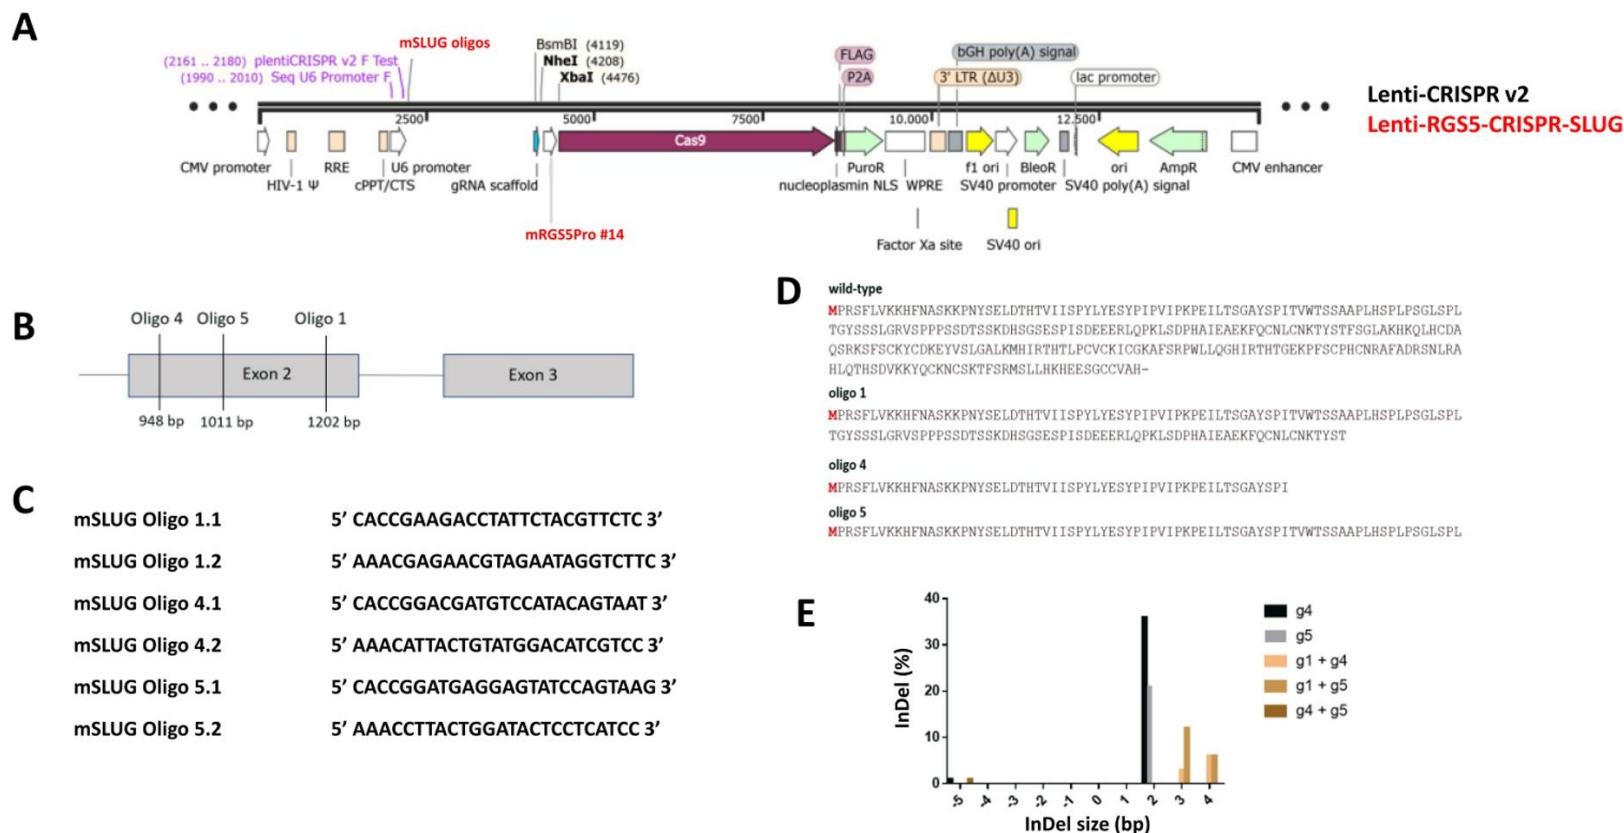 A
mSLUG oligos
BsmBI (4119)
(2161 .. 2180) plentiCRISPR v2 F Test
NheI (4208)
(1990 .. 2010) Seq U6 Promoter F
XbaI (4476)
FLAG
P2A
bGH poly(A) signal
3' LTR (ΔU3)
lac promoter
Lenti-CRISPR v2
Lenti-RGS5-CRISPR-SLUG
2500
5000
7500
10.000
12.500
Cas9
CMV promoter
HIV-1 Ψ
RRE
cPPT/CTS
U6 promoter
gRNA scaffold
mRGS5Pro #14
PuroR
nucleoplasmin NLS
WPRE
Factor Xa site
f1 ori
SV40 promoter
SV40 ori
BleoR
SV40 poly(A) signal
ori
AmpR
CMV enhancer
B
Oligo 4 Oligo 5 Oligo 1
Exon 2 Exon 3
948 bp 1011 bp 1202 bp
C
mSLUG Oligo 1.1 5' CACCGAAGACCTATTCTACGTTCTC 3'
mSLUG Oligo 1.2 5' AAACGAGAACGTAGAATAGGTCTTC 3'
mSLUG Oligo 4.1 5' CACCGGACGATGTCCATACAGTAAT 3'
mSLUG Oligo 4.2 5' AAACATTACTGTATGGACATCGTCC 3'
mSLUG Oligo 5.1 5' CACCGGATGAGGAGTATCCAGTAAG 3'
mSLUG Oligo 5.2 5' AAACCTTACTGGATACTCCTCATCC 3'
D
wild-type
MPRSFLVKKHFNASKKPNYSELDTHTVIISPYLYESYPIPVIPKPEILTSGAYSPITVWTSSAAPLHSPLPSGLSPL
TGYSSSLGRVSPPPSSDTSSKDHSGSESPISDEEERLQPKLSDPHAIEAEKFQCNLCNKTYSTFSGLAKHKQLHCDA
QSRKSFSCKYCDKEYVSLGALKMHIRTHTLPCVCKICGKAFSRPWLLQGHIRTHTGEKPFSCPHCNRAFADRSNLRA
HLQTHSDVKKYQCKNCSKTFSRMSLLHKHEESGCCVAH-
oligo 1
MPRSFLVKKHFNASKKPNYSELDTHTVIISPYLYESYPIPVIPKPEILTSGAYSPITVWTSSAAPLHSPLPSGLSPL
TGYSSSLGRVSPPPSSDTSSKDHSGSESPISDEEERLQPKLSDPHAIEAEKFQCNLCNKTYST
oligo 4
MPRSFLVKKHFNASKKPNYSELDTHTVIISPYLYESYPIPVIPKPEILTSGAYSPI
oligo 5
MPRSFLVKKHFNASKKPNYSELDTHTVIISPYLYESYPIPVIPKPEILTSGAYSPITVWTSSAAPLHSPLPSGLSPL
E
InDel (%)
40
30
20
10
0
-5 -4 -3 -2 -1 0 1 2 3 4
InDel size (bp)
g4
g5
g1 + g4
g1 + g5
g4 + g5